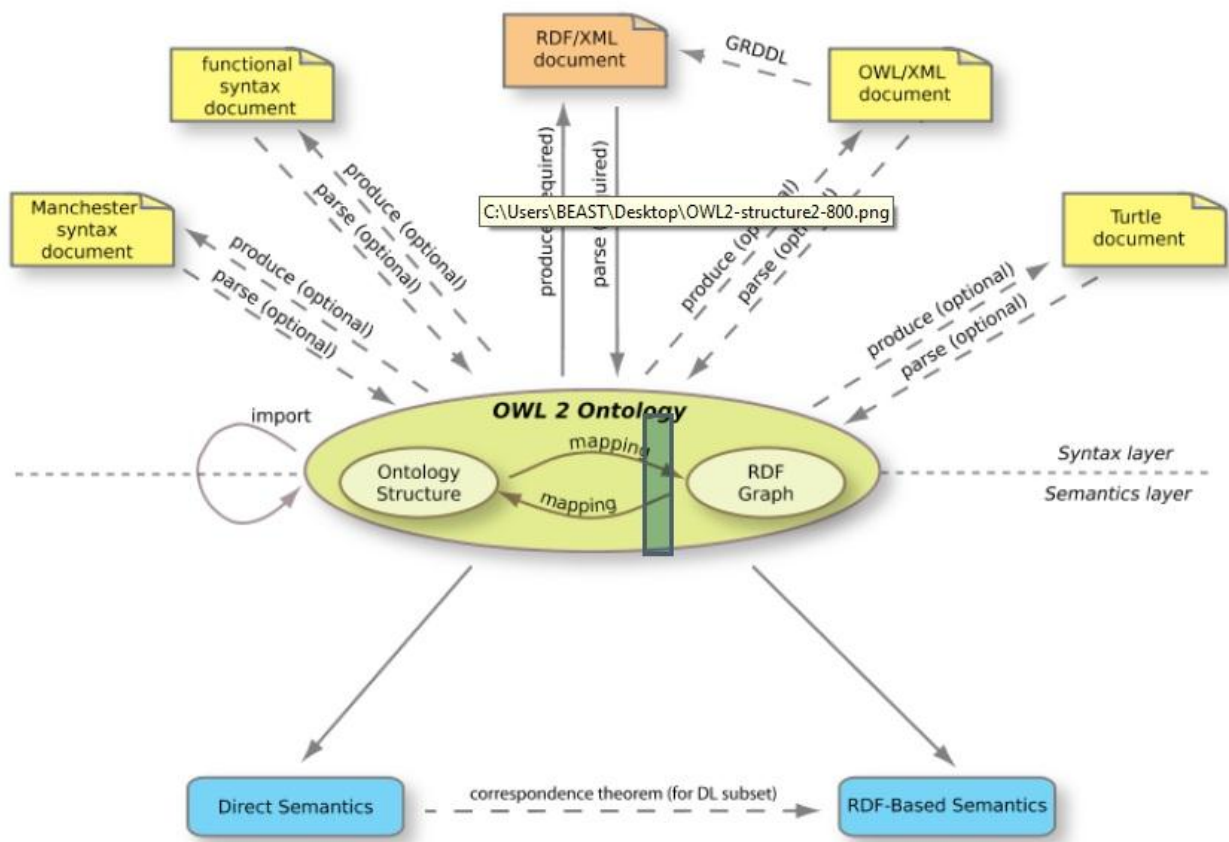 RDF/XML
document
GRDDL
functional
syntax
document
OWL/XML
document
Manchester
syntax
document
Turtle
document
produce (optional)
parse (optional)
produce (optional)
parse (optional)
produce
equired)
parse (
quired)
C:\Users\BEAST\Desktop\OWL2-structure2-800.png
produce (optional)
parse (optional)
produce (optional)
parse (optional)
import
OWL 2 Ontology
mapping
Ontology
Structure
mapping
RDF
Graph
Syntax layer
Semantics layer
Direct Semantics
correspondence theorem (for DL subset)
RDF-Based Semantics